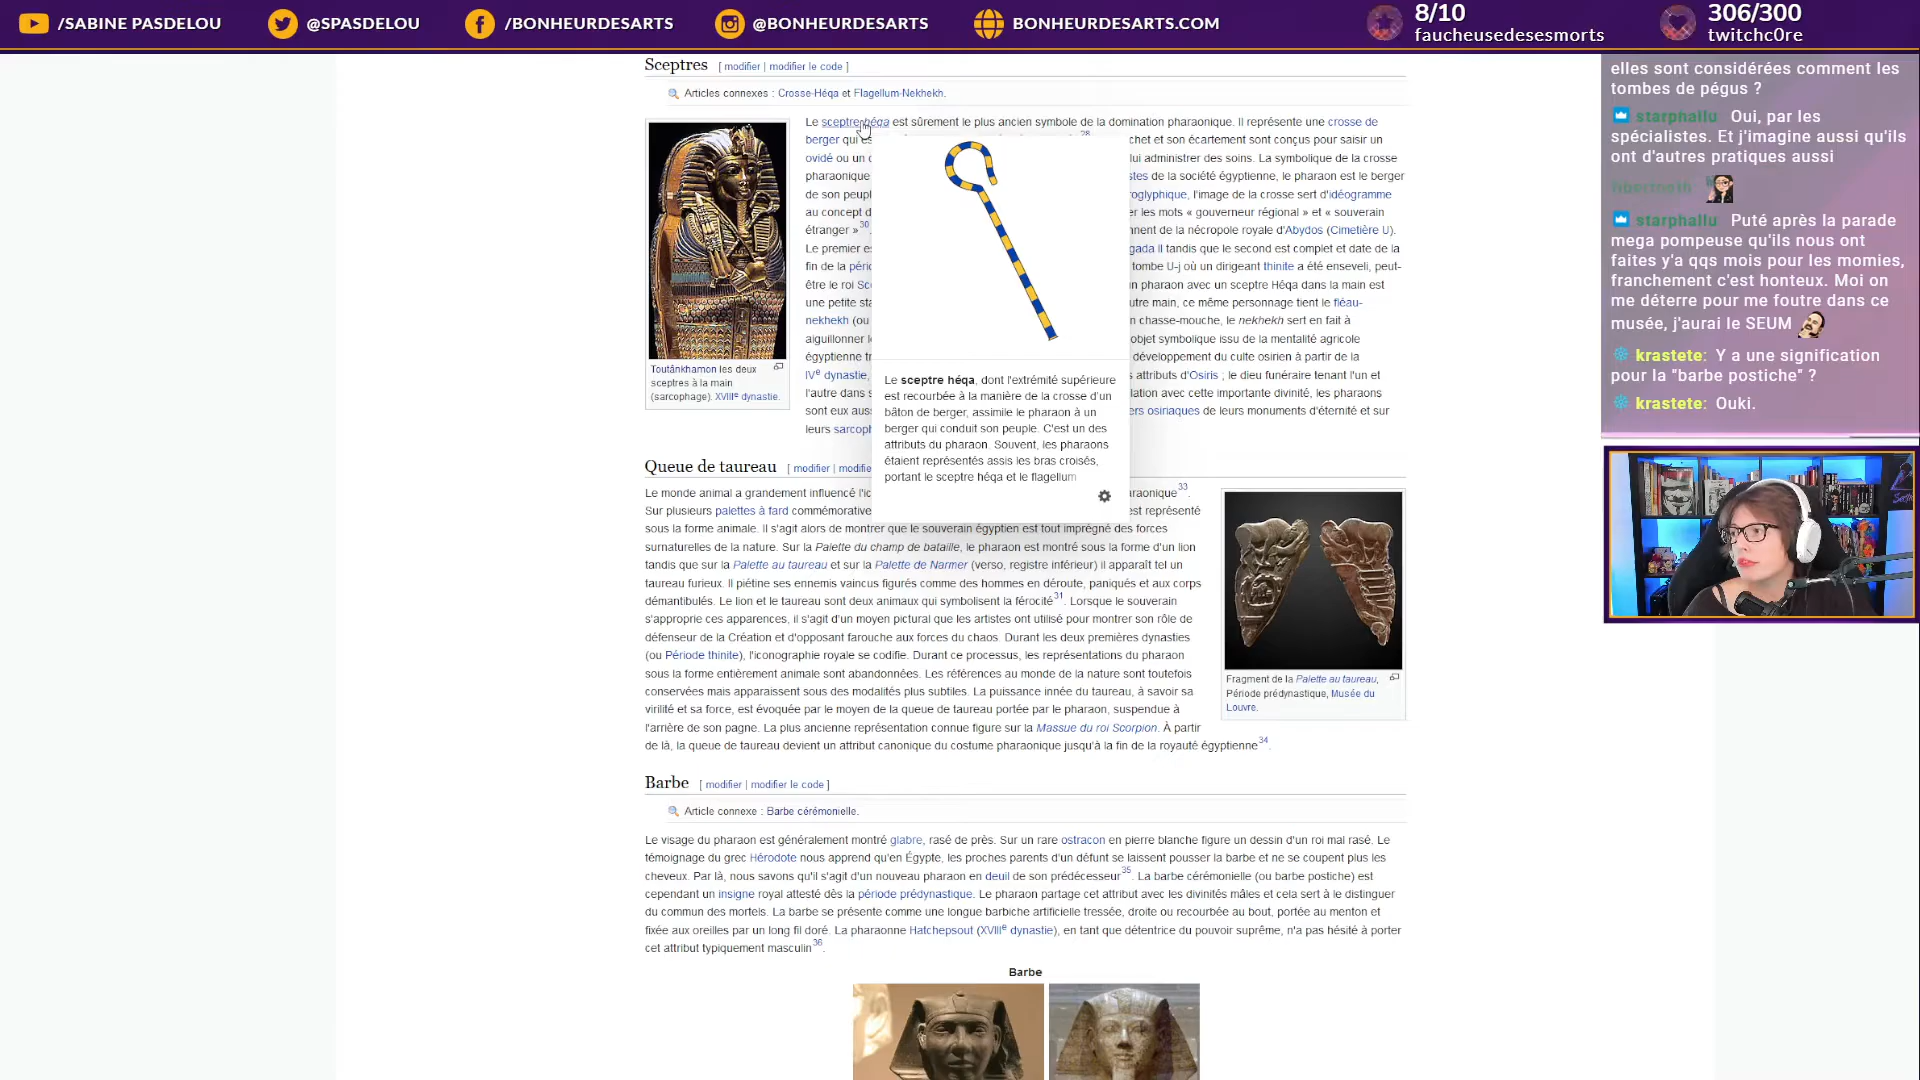 /SABINE PASDELOU
@SPASDELOU
/BONHEURDESARTS
@BONHEURDESARTS
BONHEURDESARTS.COM
8/10
faucheusedesesmorts
306/300
twitchc0re
Sceptres [ modifier | modifier le code ]
Articles connexes : Crosse-Héqa et Flagellum-Nekhekh.
Toutânkhamon les deux
sceptres à la main
(sarcophage). XVIIIe dynastie.
Le sceptre héqa est sûrement le plus ancien symbole de la domination pharaonique. Il représente une crosse de
berger qui es
28
chet et son écartement sont conçus pour saisir un
ovidé ou un
lui administrer des soins. La symbolique de la crosse
pharaonique
stes de la société égyptienne, le pharaon est le berger
de son peupl
roglyphique, l'image de la crosse sert d'idéogramme
au concept d
er les mots « gouverneur régional » et « souverain
étranger »30
nent de la nécropole royale d'Abydos (Cimetière U).
Le premier es
gada II tandis que le second est complet et date de la
fin de la pério
tombe U-j où un dirigeant thinite a été enseveli, peut-
être le roi Sc
n pharaon avec un sceptre Héqa dans la main est
une petite sta
utre main, ce même personnage tient le fléau-
nekhekh (ou
n chasse-mouche, le nekhekh sert en fait à
aiguillonner l
objet symbolique issu de la mentalité agricole
égyptienne tr
développement du culte osirien à partir de la
IVe dynastie,
attributs d'Osiris ; le dieu funéraire tenant l'un et
l'autre dans s
lation avec cette importante divinité, les pharaons
sont eux aus
ers osiriaques de leurs monuments d'éternité et sur
leurs sarcoph
Le sceptre héqa, dont l'extrémité supérieure
est recourbée à la manière de la crosse d'un
bâton de berger, assimile le pharaon à un
berger qui conduit son peuple. C'est un des
attributs du pharaon. Souvent, les pharaons
étaient représentés assis les bras croisés,
portant le sceptre héqa et le flagellum
Queue de taureau [ modifier | modifie
Le monde animal a grandement influencé l'ic
raonique33.
Sur plusieurs palettes à fard commémorative
est représenté
sous la forme animale. Il s'agit alors de montrer que le souverain égyptien est tout imprégné des forces
surnaturelles de la nature. Sur la Palette du champ de bataille, le pharaon est montré sous la forme d'un lion
tandis que sur la Palette au taureau et sur la Palette de Narmer (verso, registre inférieur) il apparaît tel un
taureau furieux. Il piétine ses ennemis vaincus figurés comme des hommes en déroute, paniqués et aux corps
démantibulés. Le lion et le taureau sont deux animaux qui symbolisent la férocité31. Lorsque le souverain
s'approprie ces apparences, il s'agit d'un moyen pictural que les artistes ont utilisé pour montrer son rôle de
défenseur de la Création et d'opposant farouche aux forces du chaos. Durant les deux premières dynasties
(ou Période thinite), l'iconographie royale se codifie. Durant ce processus, les représentations du pharaon
sous la forme entièrement animale sont abandonnées. Les références au monde de la nature sont toutefois
conservées mais apparaissent sous des modalités plus subtiles. La puissance innée du taureau, à savoir sa
virilité et sa force, est évoquée par le moyen de la queue de taureau portée par le pharaon, suspendue à
l'arrière de son pagne. La plus ancienne représentation connue figure sur la Massue du roi Scorpion. À partir
de là, la queue de taureau devient un attribut canonique du costume pharaonique jusqu'à la fin de la royauté égyptienne34.
Fragment de la Palette au taureau,
Période prédynastique, Musée du
Louvre.
Barbe [ modifier | modifier le code ]
Article connexe : Barbe cérémonielle.
Le visage du pharaon est généralement montré glabre, rasé de près. Sur un rare ostracon en pierre blanche figure un dessin d'un roi mal rasé. Le
témoignage du grec Hérodote nous apprend qu'en Égypte, les proches parents d'un défunt se laissent pousser la barbe et ne se coupent plus les
cheveux. Par là, nous savons qu'il s'agit d'un nouveau pharaon en deuil de son prédécesseur35. La barbe cérémonielle (ou barbe postiche) est
cependant un insigne royal attesté dès la période prédynastique. Le pharaon partage cet attribut avec les divinités mâles et cela sert à le distinguer
du commun des mortels. La barbe se présente comme une longue barbiche artificielle tressée, droite ou recourbée au bout, portée au menton et
fixée aux oreilles par un long fil doré. La pharaonne Hatchepsout (XVIIIe dynastie), en tant que détentrice du pouvoir suprême, n'a pas hésité à porter
cet attribut typiquement masculin36.
Barbe
elles sont considérées comment les
tombes de pégus ?
starphallu Oui, par les
spécialistes. Et j'imagine aussi qu'ils
ont d'autres pratiques aussi
starphallu Puté après la parade
mega pompeuse qu'ils nous ont
faites y'a qqs mois pour les momies,
franchement c'est honteux. Moi on
me déterre pour me foutre dans ce
musée, j'aurai le SEUM
krastete: Y a une signification
pour la "barbe postiche" ?
krastete: Ouki.